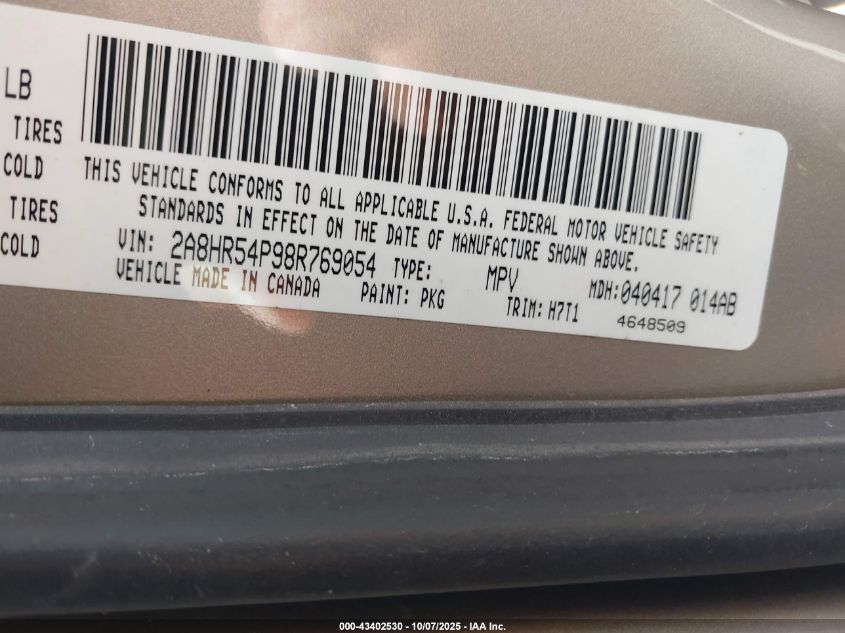 LB
TIRES
COLD
TIRES
COLD
THIS VEHICLE CONFORMS TO ALL APPLICABLE U.S.A. FEDERAL MOTOR VEHICLE SAFETY
STANDARDS IN EFFECT ON THE DATE OF MANUFACTURE SHOWN ABOVE.
VIN: 2A8HR54P98R769054 TYPE: MPV MDH:040417 014AB
VEHICLE MADE IN CANADA PAINT: PKG TRIM: H7T1 4648509
000-43402530 - 10/07/2025 - IAA Inc.